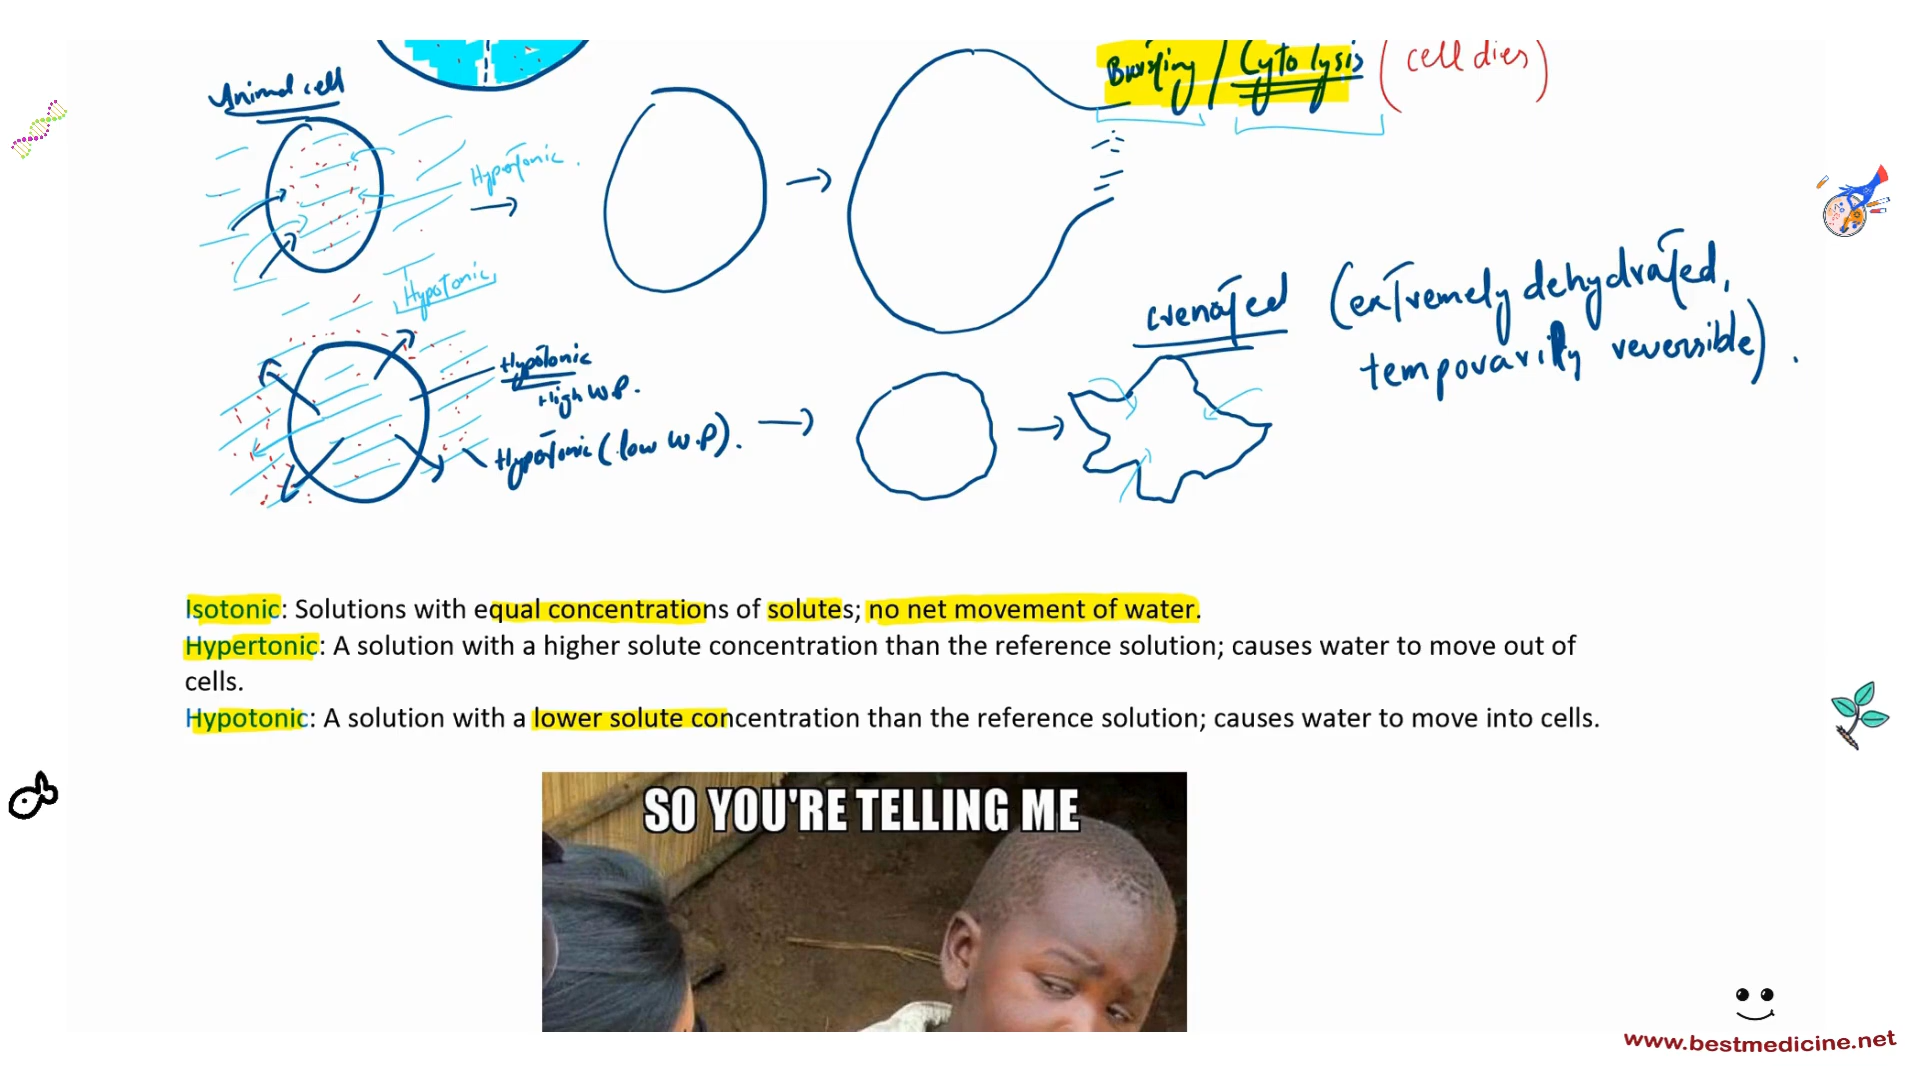 Bursting / Cytolysis (cell dies)
Animal cell
Hypotonic.
Hypotonic
crenated (extremely dehydrated,
temporarily reversible).
Hypotonic
High W.P.
Hypertonic (low W.P).
Isotonic: Solutions with equal concentrations of solutes; no net movement of water.
Hypertonic: A solution with a higher solute concentration than the reference solution; causes water to move out of
cells.
Hypotonic: A solution with a lower solute concentration than the reference solution; causes water to move into cells.
SO YOU'RE TELLING ME
www.bestmedicine.net